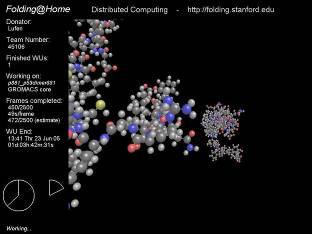 Folding@Home Distributed Computing - http://folding.stanford.edu
Donator:
Lufen
Team Number:
45106
Finished WUs:
1
Working on:
p881_p53dimer881
GROMACS core
Frames completed:
450/2500
49s/frame
472/2500 (estimate)
WU End:
13:41 Thr 23 Jun 05
01d:03h:42m:31s
Working..